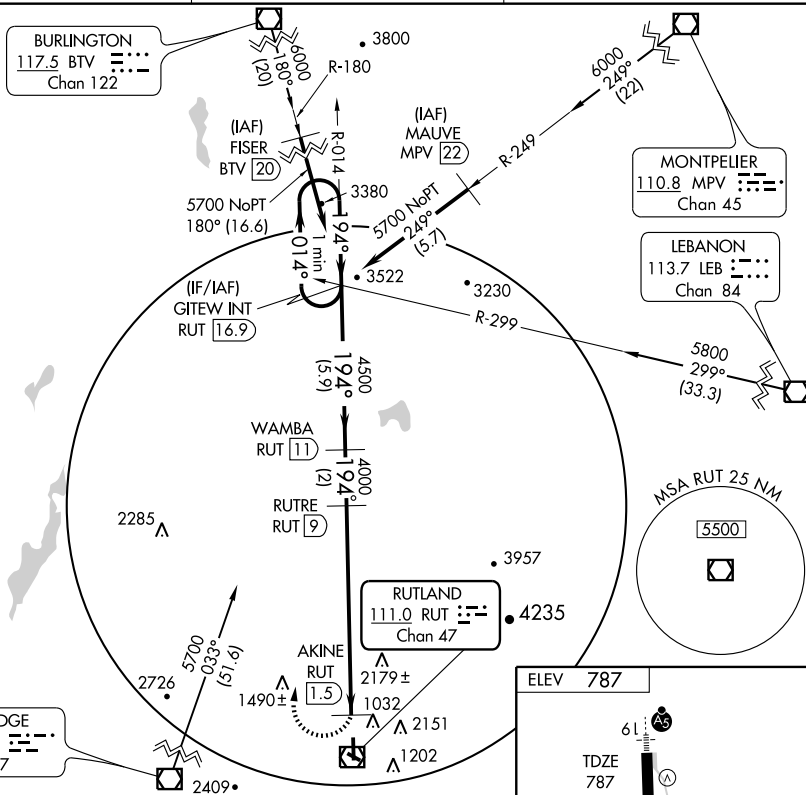 BURLINGTON
117.5 BTV
Chan 122
6000
180°
(20)
3800
R-180
6000
249°
(22)
(IAF)
FISER
BTV 20
R-014
(IAF)
MAUVE
MPV 22
R-249
MONTPELIER
110.8 MPV
Chan 45
5700 NoPT
180° (16.6)
3380
5700 NoPT
249°
(5.7)
LEBANON
113.7 LEB
Chan 84
194°
1 min
014°
3522
3230
(IF/IAF)
GITEW INT
RUT 16.9
R-299
5800
299°
(33.3)
4500
194°
(5.9)
WAMBA
RUT 11
4000
194°
(2)
RUTRE
RUT 9
MSA RUT 25 NM
5500
2285
3957
RUTLAND
111.0 RUT
Chan 47
4235
5700
033°
(51.6)
AKINE
RUT
1.5
2179±
2726
1490±
1032
2151
1202
ELEV 787
19
A5
TDZE
787
DGE
7
2409